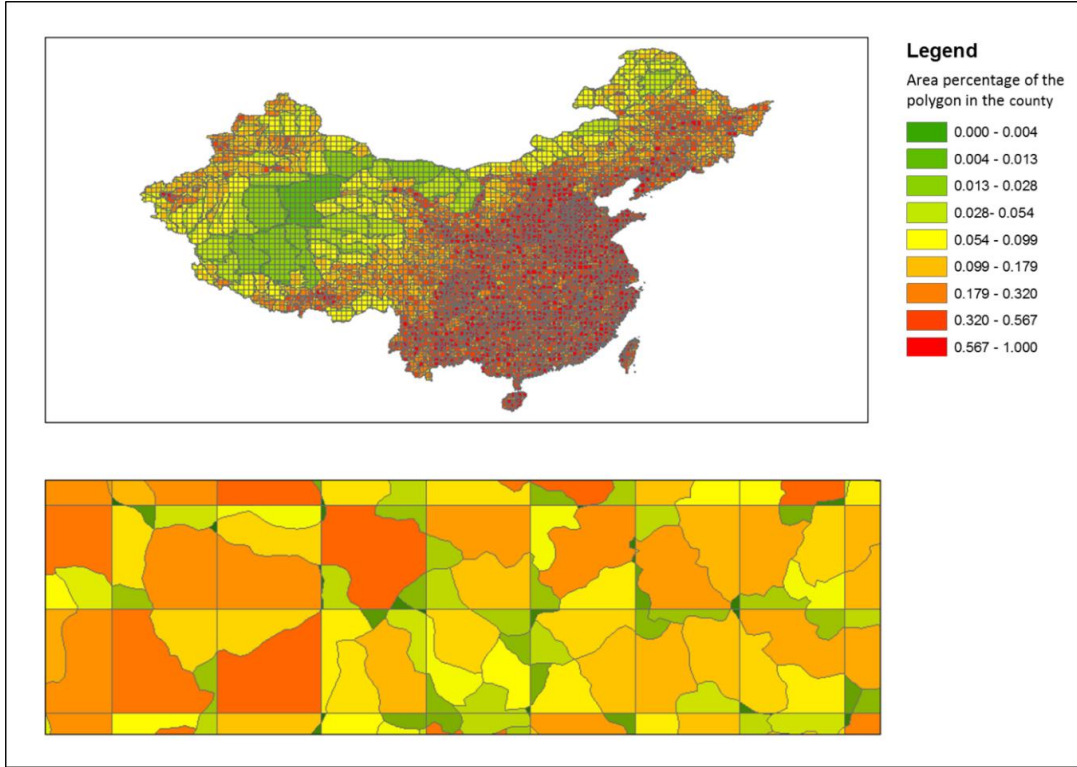 Legend
Area percentage of the
polygon in the county
0.000 - 0.004
0.004 - 0.013
0.013 - 0.028
0.028- 0.054
0.054 - 0.099
0.099 - 0.179
0.179 - 0.320
0.320 - 0.567
0.567 - 1.000